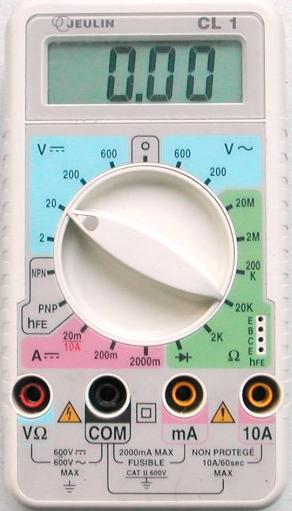 JEULIN CL 1
0.00
V⎓ 600 600 V~
200 200
20 20M
2 2M
NPN 200 K
PNP 20K
hFE 2K
20m
10A
A⎓ 200m 2000m Ω
E
B
C
E
hFE
VΩ COM mA 10A
600V⎓ 2000mA MAX NON PROTEGÉ
600V~ FUSIBLE 10A/60sec
MAX CAT II 600V MAX